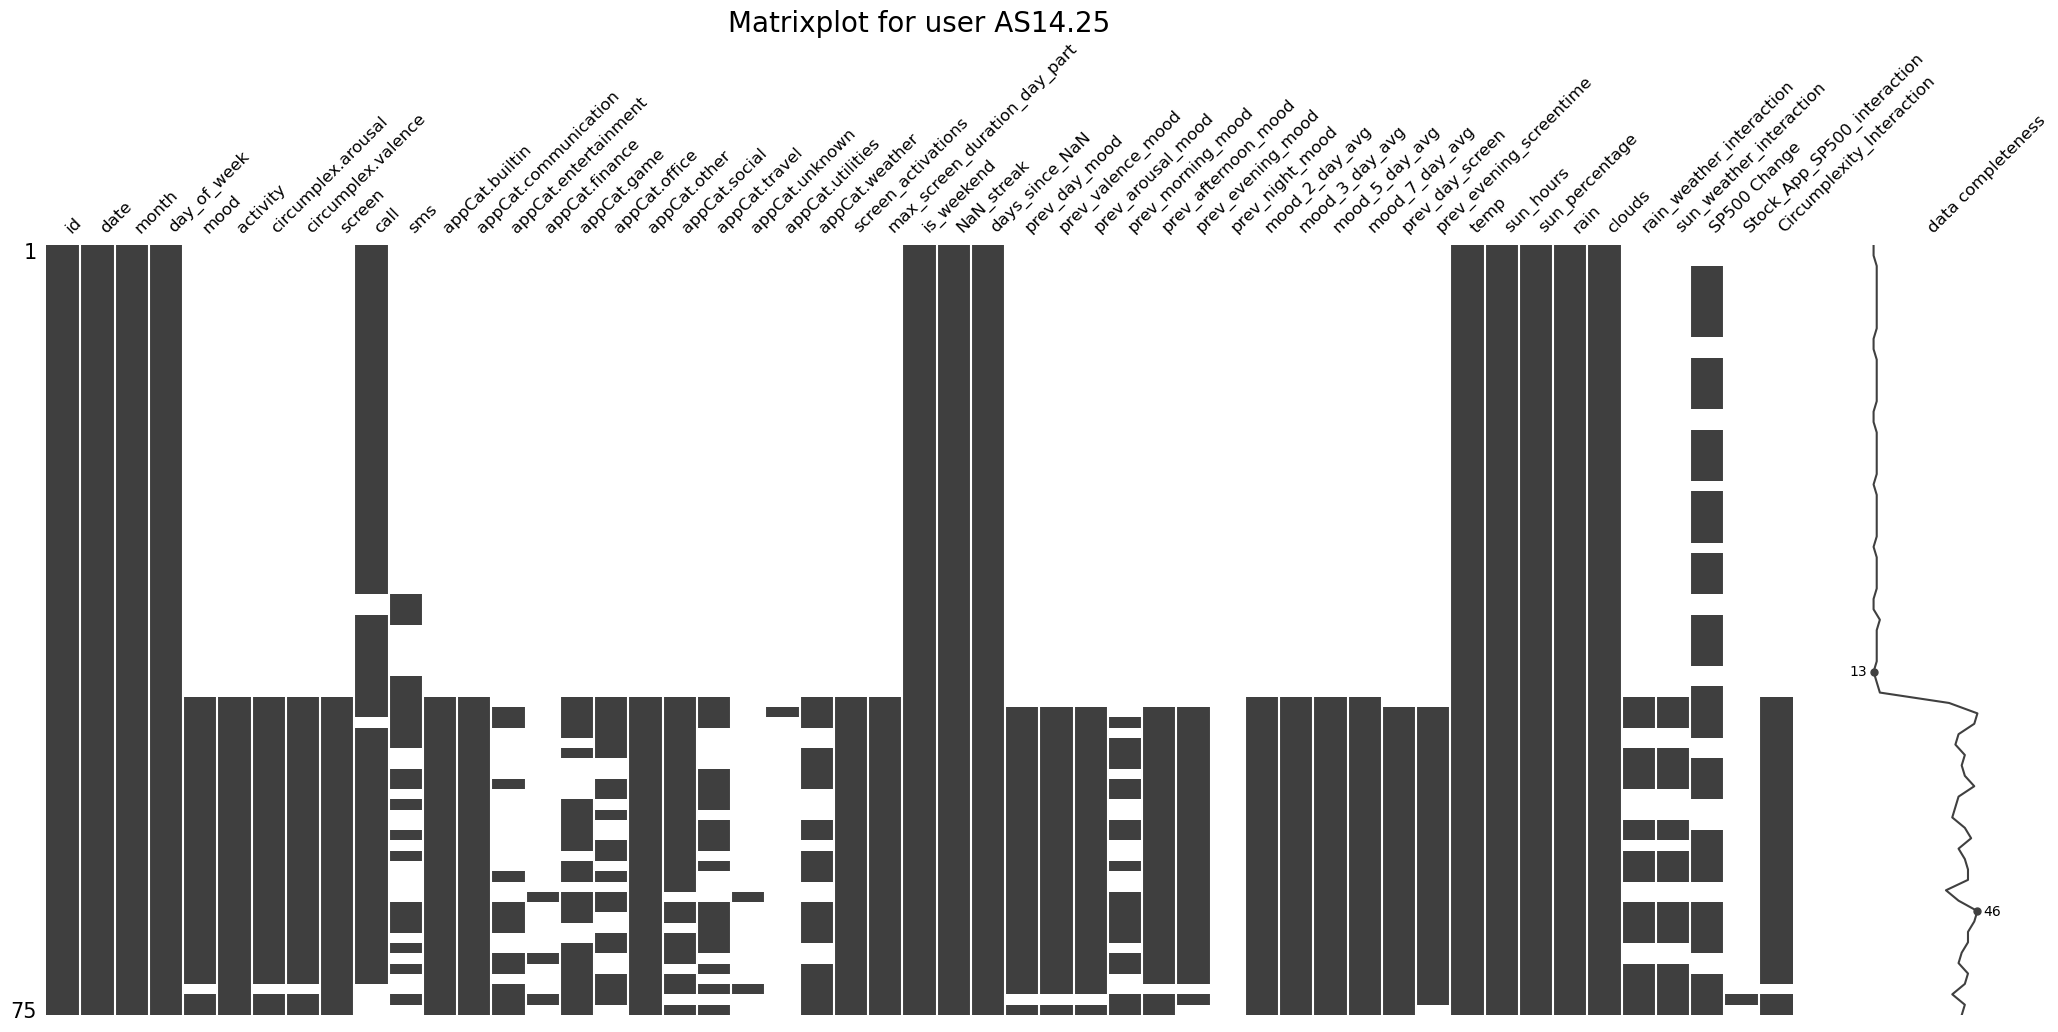 Matrixplot for user AS14.25
id
date
month
day_of_week
mood
activity
circumplex.arousal
circumplex.valence
screen
call
sms
appCat.builtin
appCat.communication
appCat.entertainment
appCat.finance
appCat.game
appCat.office
appCat.other
appCat.social
appCat.travel
appCat.unknown
appCat.utilities
appCat.weather
screen_activations
max_screen_duration_day_part
is_weekend
NaN_streak
days_since_NaN
prev_day_mood
prev_valence_mood
prev_arousal_mood
prev_morning_mood
prev_afternoon_mood
prev_evening_mood
prev_night_mood
mood_2_day_avg
mood_3_day_avg
mood_5_day_avg
mood_7_day_avg
prev_day_screen
prev_evening_screentime
temp
sun_hours
sun_percentage
rain
clouds
rain_weather_interaction
sun_weather_interaction
SP500 Change
Stock_App_SP500_interaction
Circumplexity_Interaction
data completeness
1
13
46
75